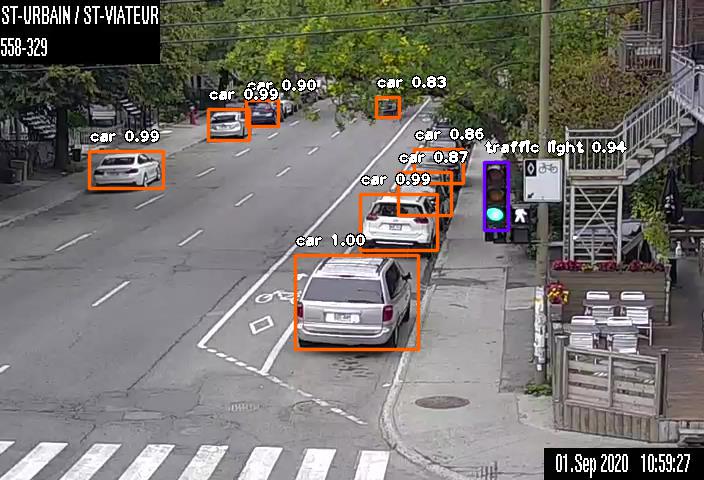 ST-URBAIN / ST-VIATEUR
558-329
car 0.90
car 0.99
car 0.83
car 0.99
car 0.86
traffic light 0.94
car 0.87
car 0.99
car 1.00
01.Sep 2020 10:59:27